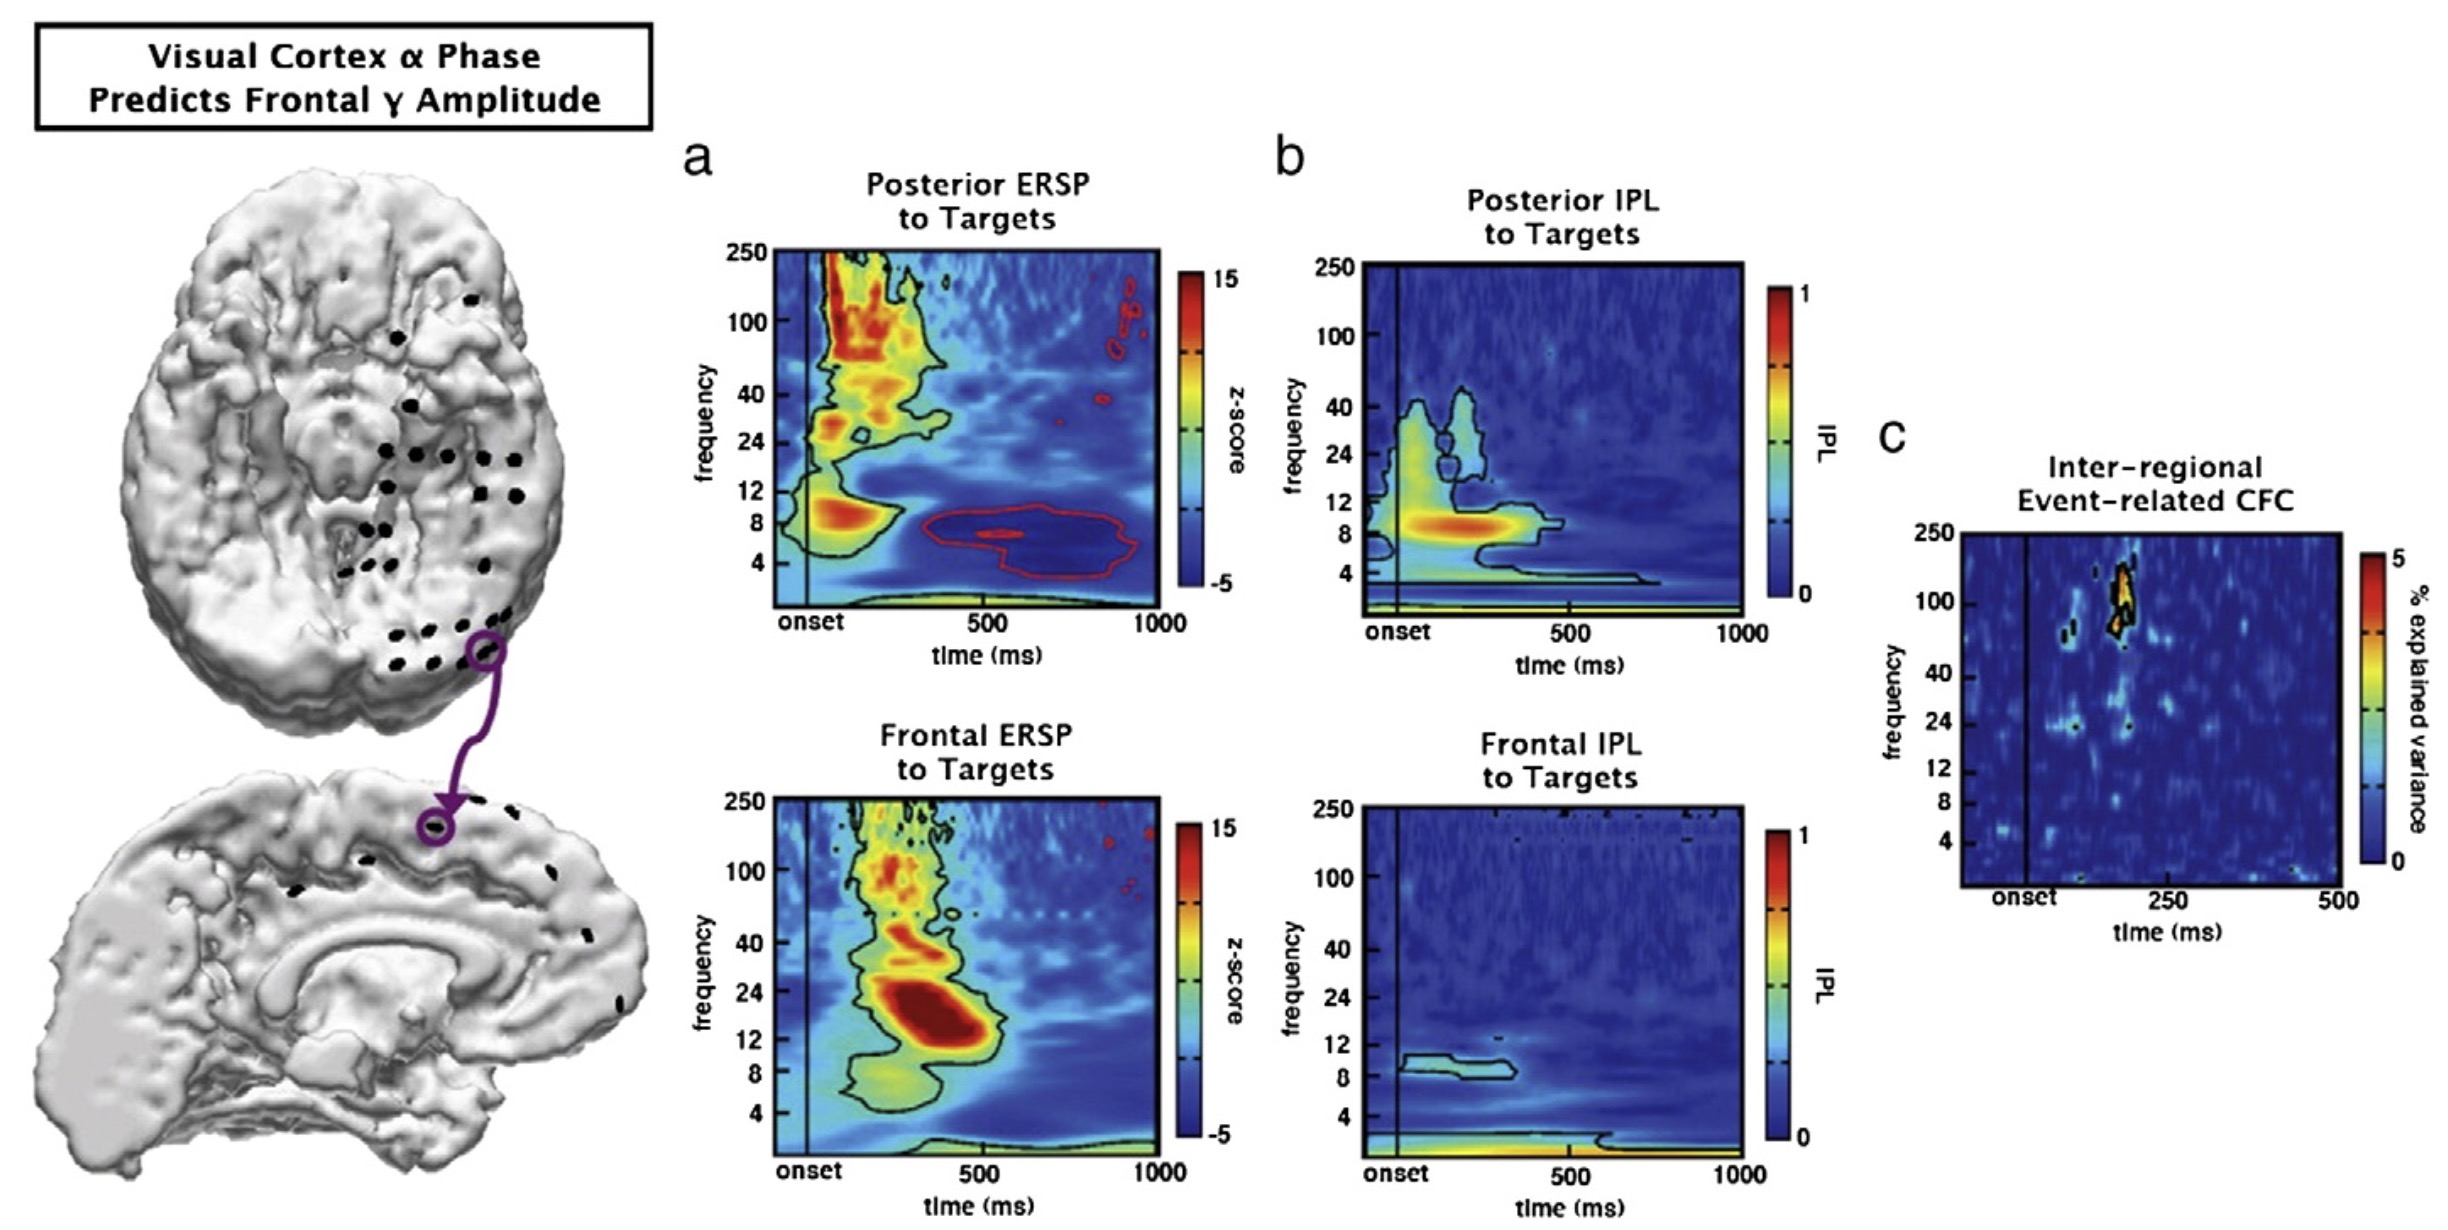 Visual Cortex α Phase
Predicts Frontal γ Amplitude
a
Posterior ERSP
to Targets
250
100
40
24
12
8
4
frequency
onset
500
1000
time (ms)
15
-5
z-score
Frontal ERSP
to Targets
250
100
40
24
12
8
4
frequency
onset
500
1000
time (ms)
15
-5
z-score
b
Posterior IPL
to Targets
250
100
40
24
12
8
4
frequency
onset
500
1000
time (ms)
1
0
IPL
Frontal IPL
to Targets
250
100
40
24
12
8
4
frequency
onset
500
1000
time (ms)
1
0
IPL
c
Inter-regional
Event-related CFC
250
100
40
24
12
8
4
frequency
onset
250
500
time (ms)
5
0
% explained variance